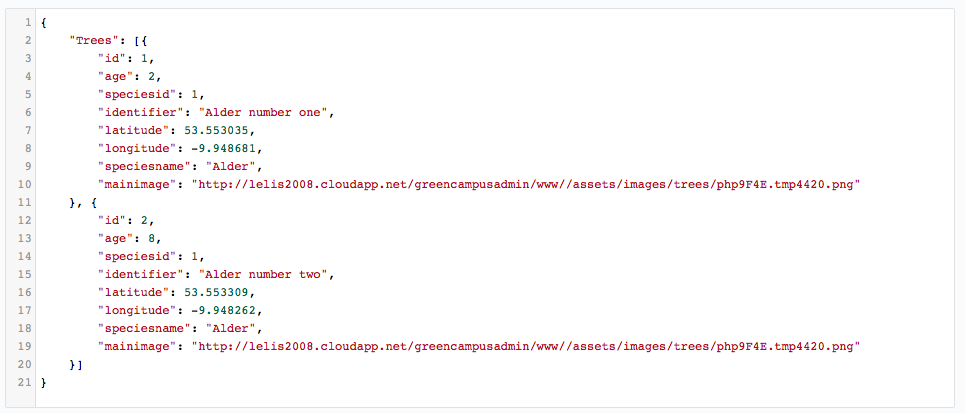 1 {
2     "Trees": [{
3         "id": 1,
4         "age": 2,
5         "speciesid": 1,
6         "identifier": "Alder number one",
7         "latitude": 53.553035,
8         "longitude": -9.948681,
9         "speciesname": "Alder",
10         "mainimage": "http://lelis2008.cloudapp.net/greencampusadmin/www//assets/images/trees/php9F4E.tmp4420.png"
11     }, {
12         "id": 2,
13         "age": 8,
14         "speciesid": 1,
15         "identifier": "Alder number two",
16         "latitude": 53.553309,
17         "longitude": -9.948262,
18         "speciesname": "Alder",
19         "mainimage": "http://lelis2008.cloudapp.net/greencampusadmin/www//assets/images/trees/php9F4E.tmp4420.png"
20     }]
21 }